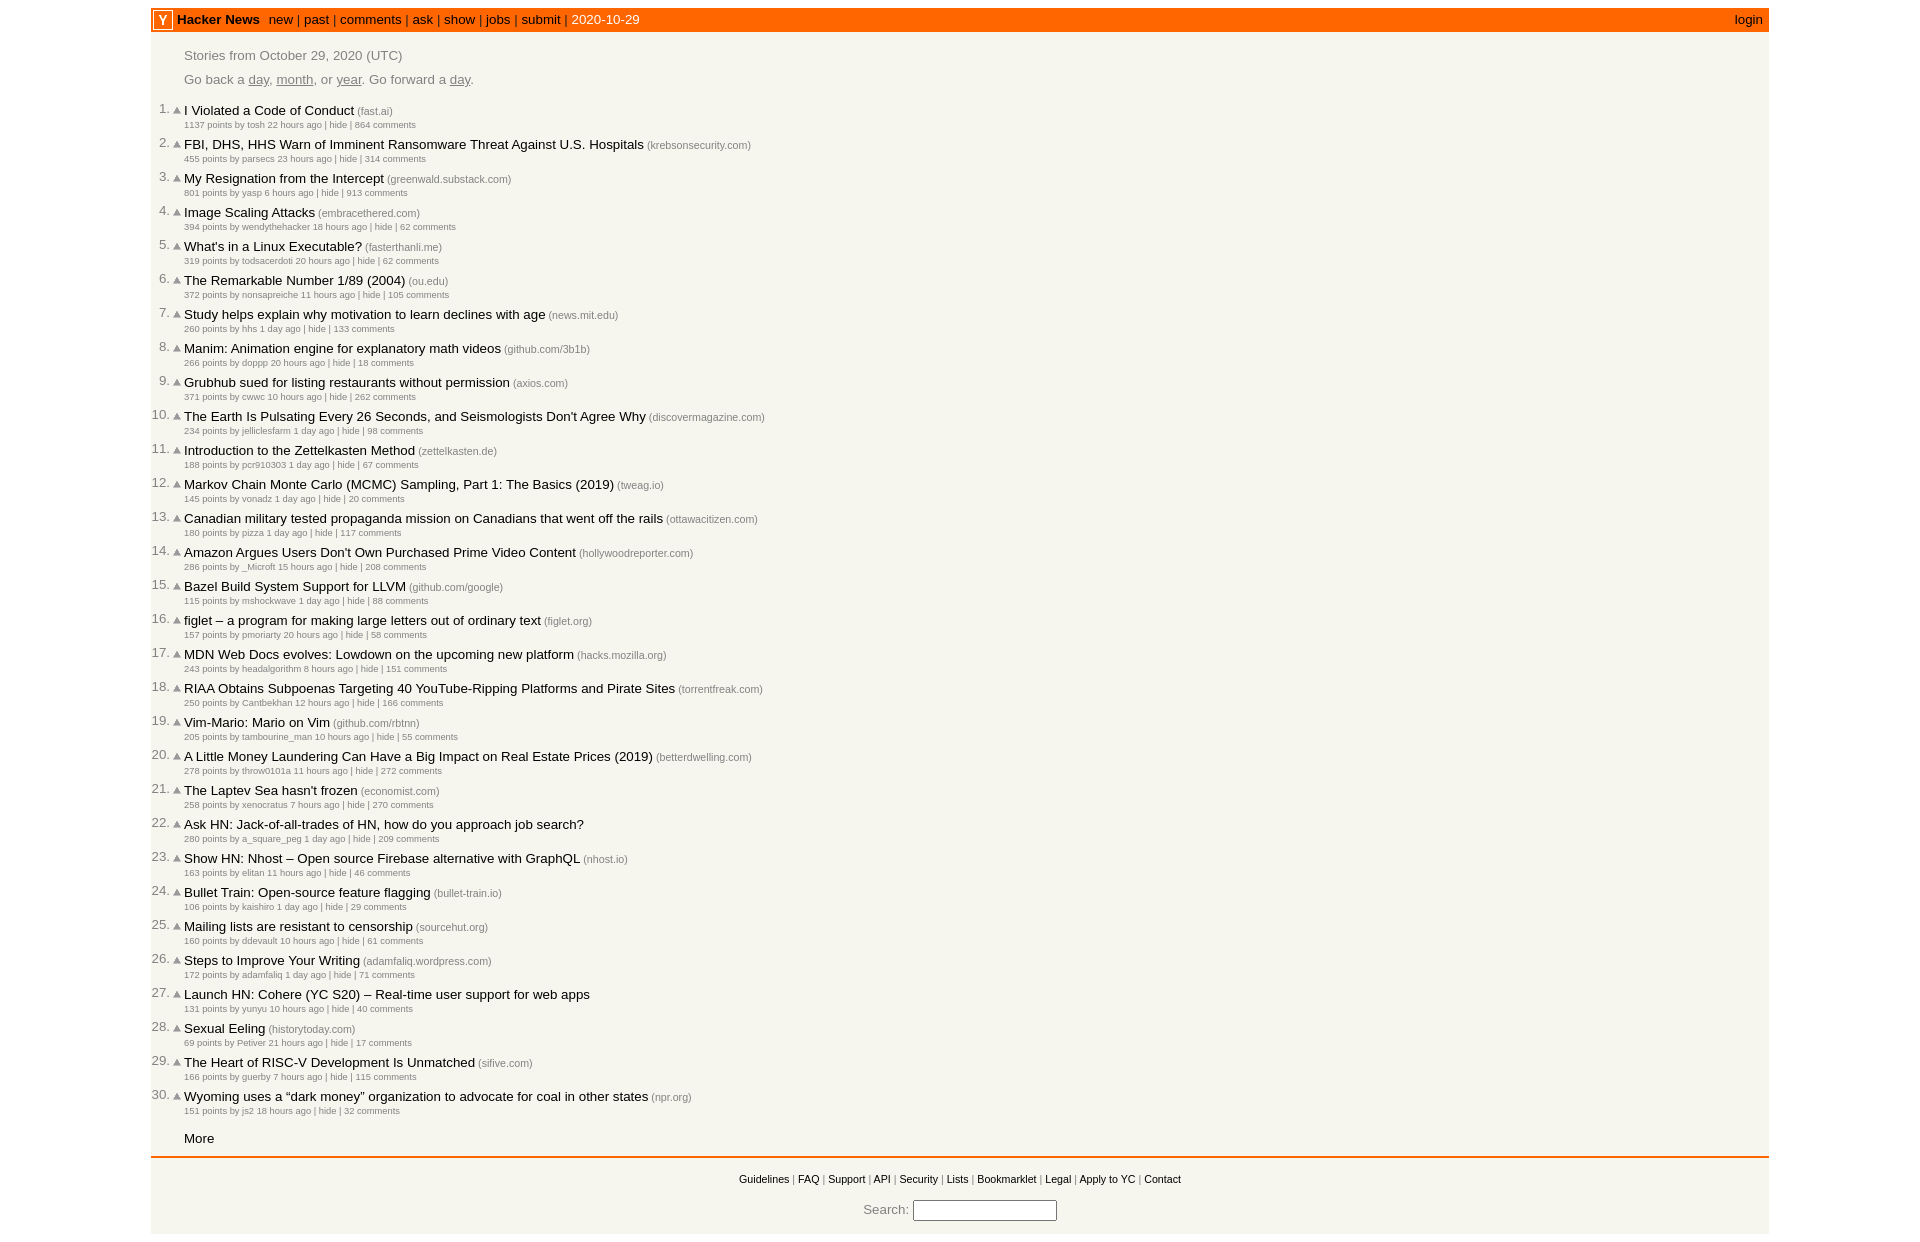 Y Hacker News new | past | comments | ask | show | jobs | submit | 2020-10-29 login
Stories from October 29, 2020 (UTC)
Go back a day, month, or year. Go forward a day.
1. I Violated a Code of Conduct (fast.ai)
1137 points by tosh 22 hours ago | hide | 864 comments
2. FBI, DHS, HHS Warn of Imminent Ransomware Threat Against U.S. Hospitals (krebsonsecurity.com)
455 points by parsecs 23 hours ago | hide | 314 comments
3. My Resignation from the Intercept (greenwald.substack.com)
801 points by yasp 6 hours ago | hide | 913 comments
4. Image Scaling Attacks (embracethered.com)
394 points by wendythehacker 18 hours ago | hide | 62 comments
5. What's in a Linux Executable? (fasterthanli.me)
319 points by todsacerdoti 20 hours ago | hide | 62 comments
6. The Remarkable Number 1/89 (2004) (ou.edu)
372 points by nonsapreiche 11 hours ago | hide | 105 comments
7. Study helps explain why motivation to learn declines with age (news.mit.edu)
260 points by hhs 1 day ago | hide | 133 comments
8. Manim: Animation engine for explanatory math videos (github.com/3b1b)
266 points by doppp 20 hours ago | hide | 18 comments
9. Grubhub sued for listing restaurants without permission (axios.com)
371 points by cwwc 10 hours ago | hide | 262 comments
10. The Earth Is Pulsating Every 26 Seconds, and Seismologists Don't Agree Why (discovermagazine.com)
234 points by jelliclesfarm 1 day ago | hide | 98 comments
11. Introduction to the Zettelkasten Method (zettelkasten.de)
188 points by pcr910303 1 day ago | hide | 67 comments
12. Markov Chain Monte Carlo (MCMC) Sampling, Part 1: The Basics (2019) (tweag.io)
145 points by vonadz 1 day ago | hide | 20 comments
13. Canadian military tested propaganda mission on Canadians that went off the rails (ottawacitizen.com)
180 points by pizza 1 day ago | hide | 117 comments
14. Amazon Argues Users Don't Own Purchased Prime Video Content (hollywoodreporter.com)
286 points by _Microft 15 hours ago | hide | 208 comments
15. Bazel Build System Support for LLVM (github.com/google)
115 points by mshockwave 1 day ago | hide | 88 comments
16. figlet – a program for making large letters out of ordinary text (figlet.org)
157 points by pmoriarty 20 hours ago | hide | 58 comments
17. MDN Web Docs evolves: Lowdown on the upcoming new platform (hacks.mozilla.org)
243 points by headalgorithm 8 hours ago | hide | 151 comments
18. RIAA Obtains Subpoenas Targeting 40 YouTube-Ripping Platforms and Pirate Sites (torrentfreak.com)
250 points by Cantbekhan 12 hours ago | hide | 166 comments
19. Vim-Mario: Mario on Vim (github.com/rbtnn)
205 points by tambourine_man 10 hours ago | hide | 55 comments
20. A Little Money Laundering Can Have a Big Impact on Real Estate Prices (2019) (betterdwelling.com)
278 points by throw0101a 11 hours ago | hide | 272 comments
21. The Laptev Sea hasn't frozen (economist.com)
258 points by xenocratus 7 hours ago | hide | 270 comments
22. Ask HN: Jack-of-all-trades of HN, how do you approach job search?
280 points by a_square_peg 1 day ago | hide | 209 comments
23. Show HN: Nhost – Open source Firebase alternative with GraphQL (nhost.io)
163 points by elitan 11 hours ago | hide | 46 comments
24. Bullet Train: Open-source feature flagging (bullet-train.io)
106 points by kaishiro 1 day ago | hide | 29 comments
25. Mailing lists are resistant to censorship (sourcehut.org)
160 points by ddevault 10 hours ago | hide | 61 comments
26. Steps to Improve Your Writing (adamfaliq.wordpress.com)
172 points by adamfaliq 1 day ago | hide | 71 comments
27. Launch HN: Cohere (YC S20) – Real-time user support for web apps
131 points by yunyu 10 hours ago | hide | 40 comments
28. Sexual Eeling (historytoday.com)
69 points by Petiver 21 hours ago | hide | 17 comments
29. The Heart of RISC-V Development Is Unmatched (sifive.com)
166 points by guerby 7 hours ago | hide | 115 comments
30. Wyoming uses a “dark money” organization to advocate for coal in other states (npr.org)
151 points by js2 18 hours ago | hide | 32 comments
More
Guidelines | FAQ | Support | API | Security | Lists | Bookmarklet | Legal | Apply to YC | Contact
Search: